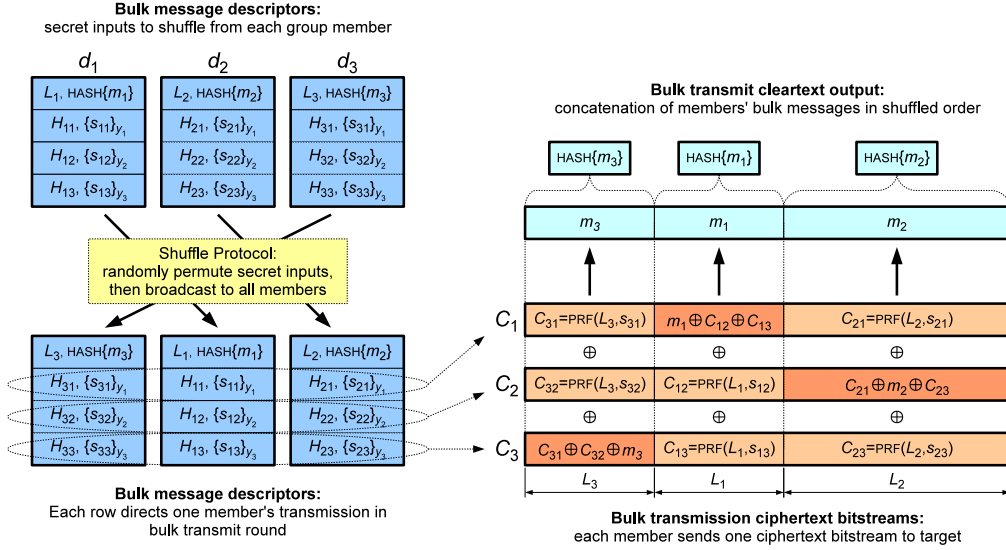 Bulk message descriptors:
secret inputs to shuffle from each group member
d₁ d₂ d₃
L₁, HASH{m₁} L₂, HASH{m₂} L₃, HASH{m₃}
H₁₁, {s₁₁}y₁ H₂₁, {s₂₁}y₁ H₃₁, {s₃₁}y₁
H₁₂, {s₁₂}y₂ H₂₂, {s₂₂}y₂ H₃₂, {s₃₂}y₂
H₁₃, {s₁₃}y₃ H₂₃, {s₂₃}y₃ H₃₃, {s₃₃}y₃
Shuffle Protocol:
randomly permute secret inputs,
then broadcast to all members
L₃, HASH{m₃} L₁, HASH{m₁} L₂, HASH{m₂}
H₃₁, {s₃₁}y₁ H₁₁, {s₁₁}y₁ H₂₁, {s₂₁}y₁
H₃₂, {s₃₂}y₂ H₁₂, {s₁₂}y₂ H₂₂, {s₂₂}y₂
H₃₃, {s₃₃}y₃ H₁₃, {s₁₃}y₃ H₂₃, {s₂₃}y₃
Bulk message descriptors:
Each row directs one member's transmission in
bulk transmit round
Bulk transmit cleartext output:
concatenation of members' bulk messages in shuffled order
HASH{m₃} HASH{m₁} HASH{m₂}
m₃ m₁ m₂
C₁ C₃₁=PRF(L₃,s₃₁) m₁⊕C₁₂⊕C₁₃ C₂₁=PRF(L₂,s₂₁)
⊕ ⊕ ⊕
C₂ C₃₂=PRF(L₃,s₃₂) C₁₂=PRF(L₁,s₁₂) C₂₁⊕m₂⊕C₂₃
⊕ ⊕ ⊕
C₃ C₃₁⊕C₃₂⊕m₃ C₁₃=PRF(L₁,s₁₃) C₂₃=PRF(L₂,s₂₃)
L₃ L₁ L₂
Bulk transmission ciphertext bitstreams:
each member sends one ciphertext bitstream to target